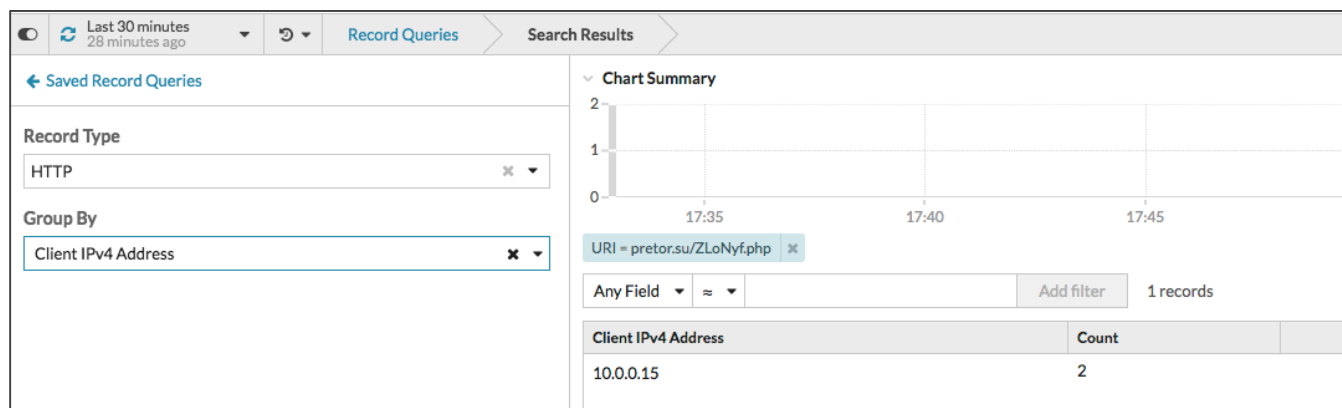 Last 30 minutes
28 minutes ago
Record Queries
Search Results
Saved Record Queries
Record Type
HTTP
Group By
Client IPv4 Address
Chart Summary
2
1
0
17:35 17:40 17:45
URI = pretor.su/ZLoNyf.php
Any Field ≈ Add filter 1 records
Client IPv4 Address Count
10.0.0.15 2